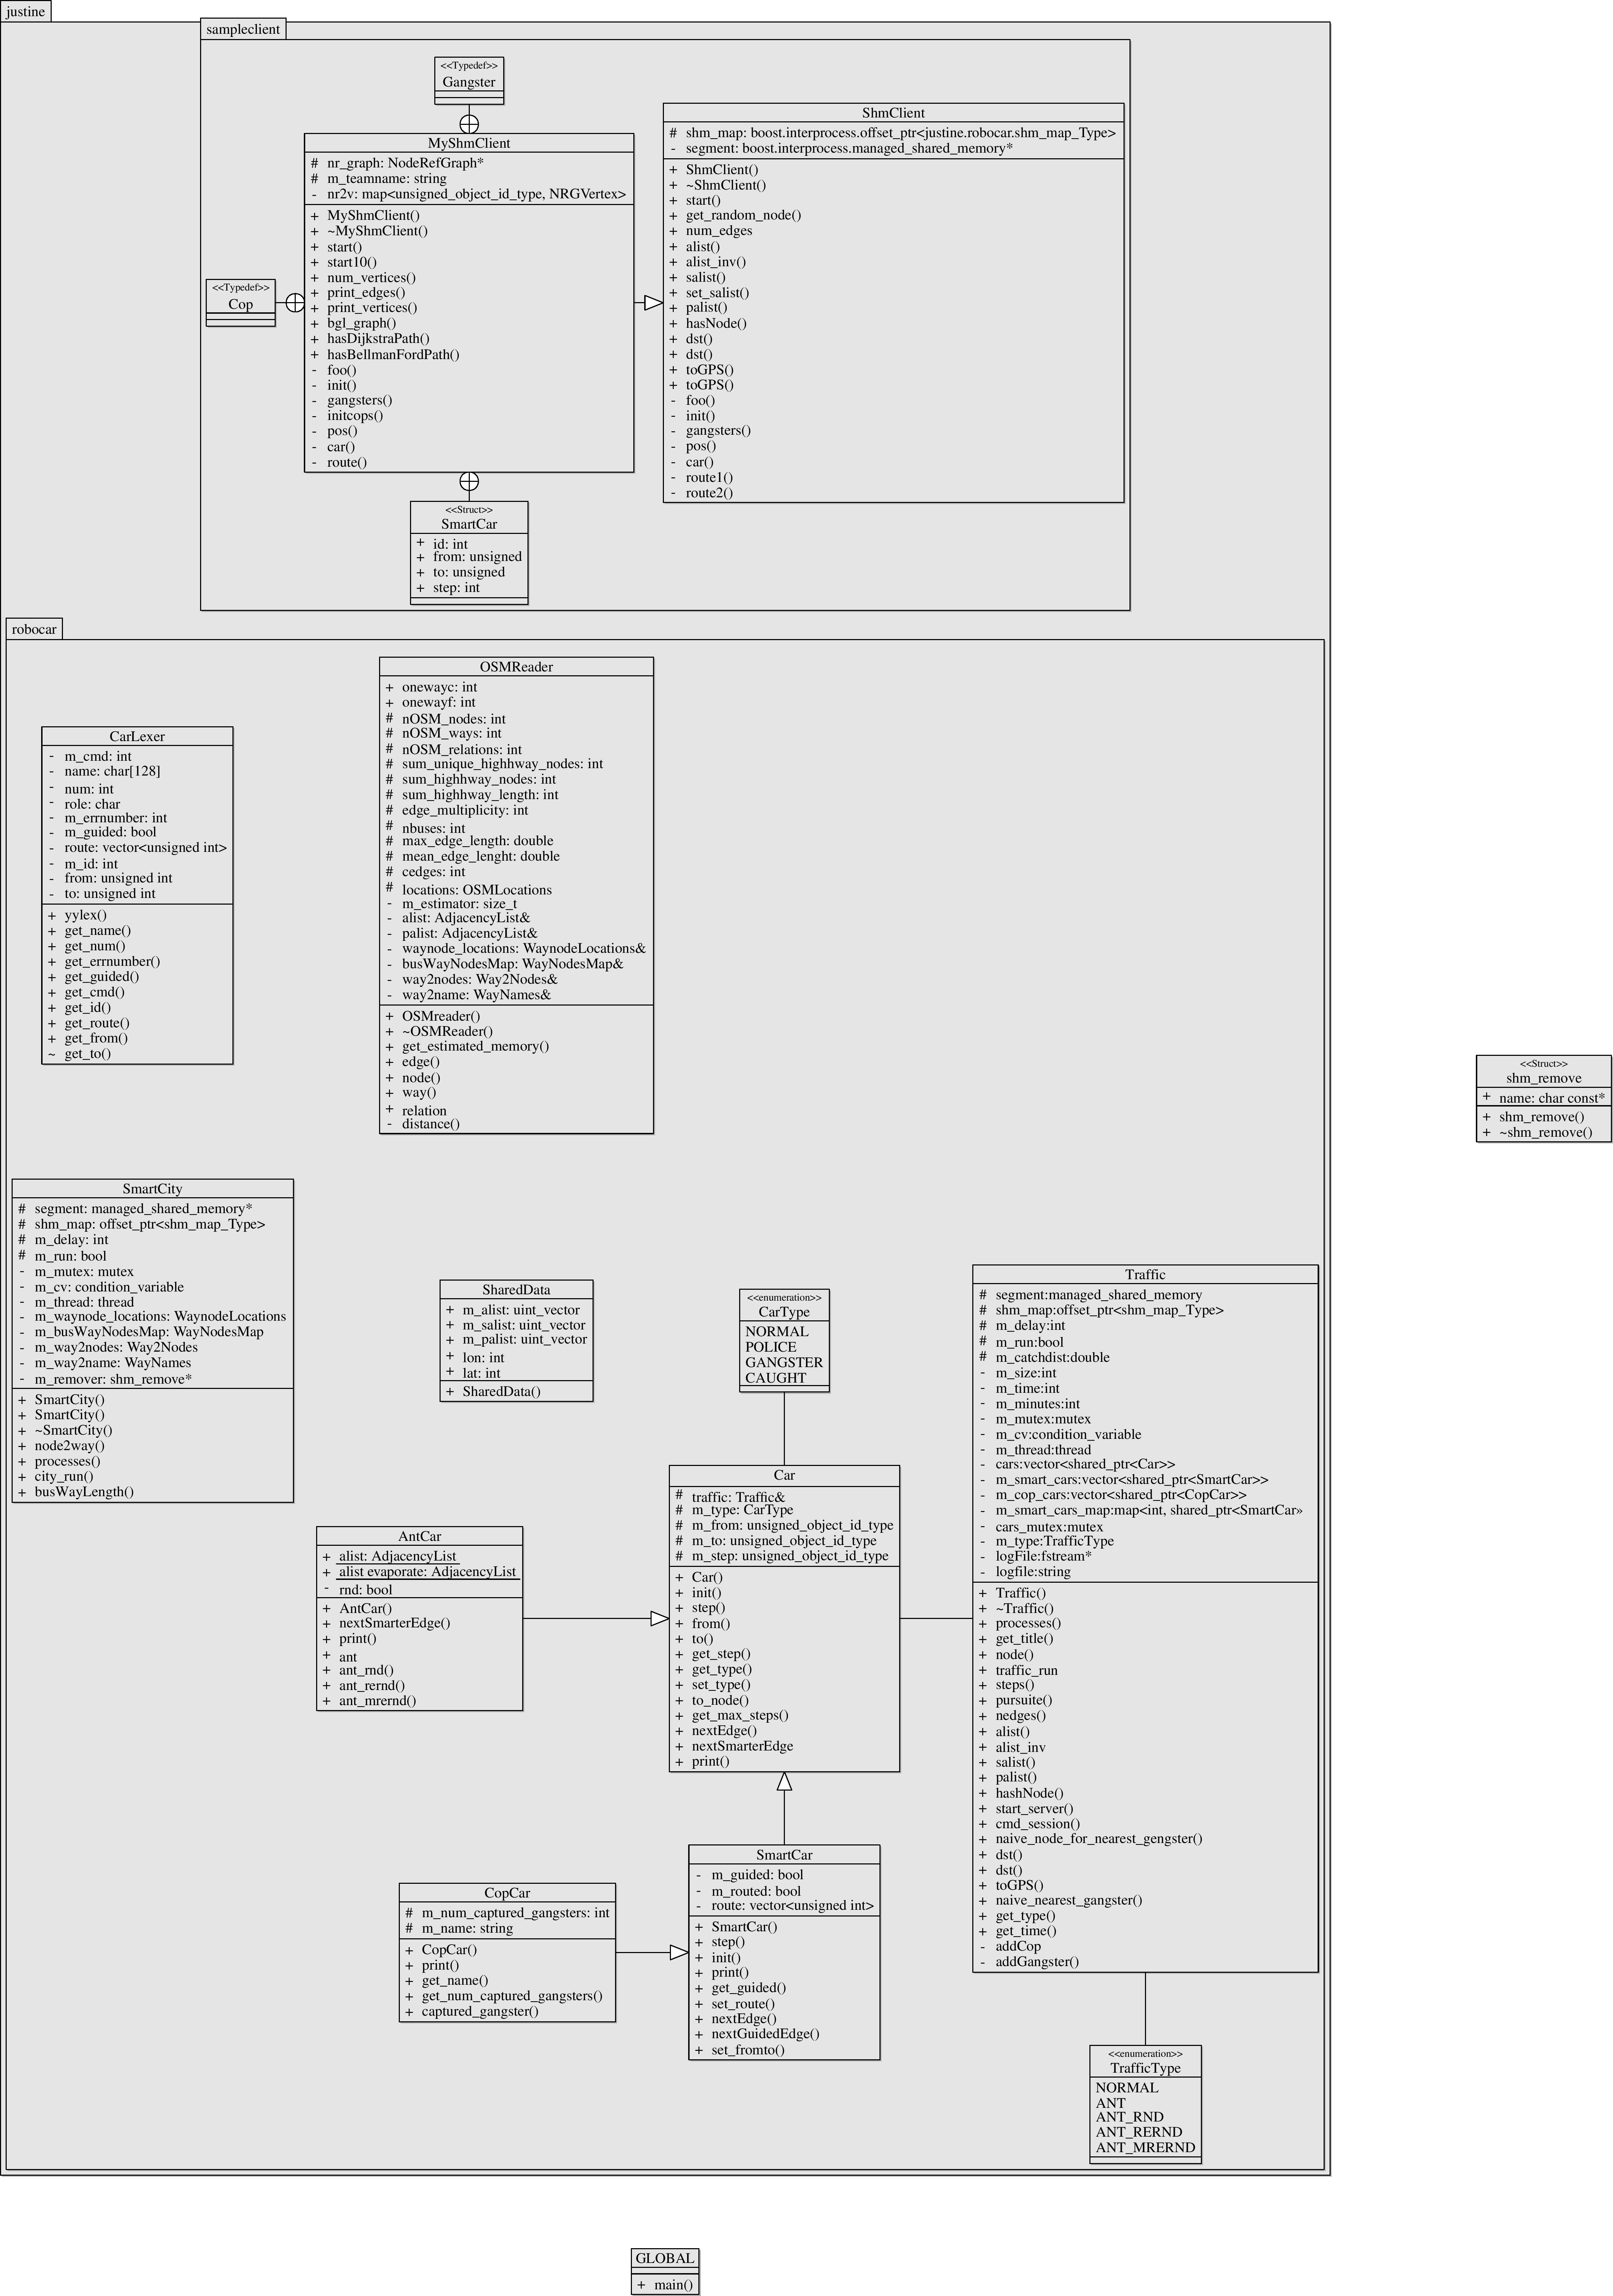 justine
sampleclient
<<Typedef>>
Gangster
MyShmClient
# nr_graph: NodeRefGraph*
# m_teamname: string
- nr2v: map<unsigned_object_id_type, NRGVertex>
+ MyShmClient()
+ ~MyShmClient()
+ start()
+ start10()
+ num_vertices()
+ print_edges()
+ print_vertices()
+ bgl_graph()
+ hasDijkstraPath()
+ hasBellmanFordPath()
- foo()
- init()
- gangsters()
- initcops()
- pos()
- car()
- route()
<<Typedef>>
Cop
ShmClient
# shm_map: boost.interprocess.offset_ptr<justine.robocar.shm_map_Type>
- segment: boost.interprocess.managed_shared_memory*
+ ShmClient()
+ ~ShmClient()
+ start()
+ get_random_node()
+ num_edges
+ alist()
+ alist_inv()
+ salist()
+ set_salist()
+ palist()
+ hasNode()
+ dst()
+ dst()
+ toGPS()
+ toGPS()
- foo()
- init()
- gangsters()
- pos()
- car()
- route1()
- route2()
<<Struct>>
SmartCar
+ id: int
+ from: unsigned
+ to: unsigned
+ step: int
robocar
OSMReader
+ onewayc: int
+ onewayf: int
# nOSM_nodes: int
# nOSM_ways: int
# nOSM_relations: int
# sum_unique_highhway_nodes: int
# sum_highhway_nodes: int
# sum_highhway_length: int
# edge_multiplicity: int
# nbuses: int
# max_edge_length: double
# mean_edge_lenght: double
# cedges: int
# locations: OSMLocations
- m_estimator: size_t
- alist: AdjacencyList&
- palist: AdjacencyList&
- waynode_locations: WaynodeLocations&
- busWayNodesMap: WayNodesMap&
- way2nodes: Way2Nodes&
- way2name: WayNames&
+ OSMreader()
+ ~OSMReader()
+ get_estimated_memory()
+ edge()
+ node()
+ way()
+ relation
- distance()
CarLexer
- m_cmd: int
- name: char[128]
- num: int
- role: char
- m_errnumber: int
- m_guided: bool
- route: vector<unsigned int>
- m_id: int
- from: unsigned int
- to: unsigned int
+ yylex()
+ get_name()
+ get_num()
+ get_errnumber()
+ get_guided()
+ get_cmd()
+ get_id()
+ get_route()
+ get_from()
~ get_to()
<<Struct>>
shm_remove
+ name: char const*
+ shm_remove()
+ ~shm_remove()
SmartCity
# segment: managed_shared_memory*
# shm_map: offset_ptr<shm_map_Type>
# m_delay: int
# m_run: bool
- m_mutex: mutex
- m_cv: condition_variable
- m_thread: thread
- m_waynode_locations: WaynodeLocations
- m_busWayNodesMap: WayNodesMap
- m_way2nodes: Way2Nodes
- m_way2name: WayNames
- m_remover: shm_remove*
+ SmartCity()
+ SmartCity()
+ ~SmartCity()
+ node2way()
+ processes()
+ city_run()
+ busWayLength()
SharedData
+ m_alist: uint_vector
+ m_salist: uint_vector
+ m_palist: uint_vector
+ lon: int
+ lat: int
+ SharedData()
<<enumeration>>
CarType
NORMAL
POLICE
GANGSTER
CAUGHT
Traffic
# segment:managed_shared_memory
# shm_map:offset_ptr<shm_map_Type>
# m_delay:int
# m_run:bool
# m_catchdist:double
- m_size:int
- m_time:int
- m_minutes:int
- m_mutex:mutex
- m_cv:condition_variable
- m_thread:thread
- cars:vector<shared_ptr<Car>>
- m_smart_cars:vector<shared_ptr<SmartCar>>
- m_cop_cars:vector<shared_ptr<CopCar>>
- m_smart_cars_map:map<int, shared_ptr<SmartCar»
- cars_mutex:mutex
- m_type:TrafficType
- logFile:fstream*
- logfile:string
+ Traffic()
+ ~Traffic()
+ processes()
+ get_title()
+ node()
+ traffic_run
+ steps()
+ pursuite()
+ nedges()
+ alist()
+ alist_inv
+ salist()
+ palist()
+ hashNode()
+ start_server()
+ cmd_session()
+ naive_node_for_nearest_gengster()
+ dst()
+ dst()
+ toGPS()
+ naive_nearest_gangster()
+ get_type()
+ get_time()
- addCop
- addGangster()
Car
# traffic: Traffic&
# m_type: CarType
# m_from: unsigned_object_id_type
# m_to: unsigned_object_id_type
# m_step: unsigned_object_id_type
+ Car()
+ init()
+ step()
+ from()
+ to()
+ get_step()
+ get_type()
+ set_type()
+ to_node()
+ get_max_steps()
+ nextEdge()
+ nextSmarterEdge
+ print()
AntCar
+ alist: AdjacencyList
+ alist evaporate: AdjacencyList
- rnd: bool
+ AntCar()
+ nextSmarterEdge()
+ print()
+ ant
+ ant_rnd()
+ ant_rernd()
+ ant_mrernd()
SmartCar
- m_guided: bool
- m_routed: bool
- route: vector<unsigned int>
+ SmartCar()
+ step()
+ init()
+ print()
+ get_guided()
+ set_route()
+ nextEdge()
+ nextGuidedEdge()
+ set_fromto()
CopCar
# m_num_captured_gangsters: int
# m_name: string
+ CopCar()
+ print()
+ get_name()
+ get_num_captured_gangsters()
+ captured_gangster()
<<enumeration>>
TrafficType
NORMAL
ANT
ANT_RND
ANT_RERND
ANT_MRERND
GLOBAL
+ main()